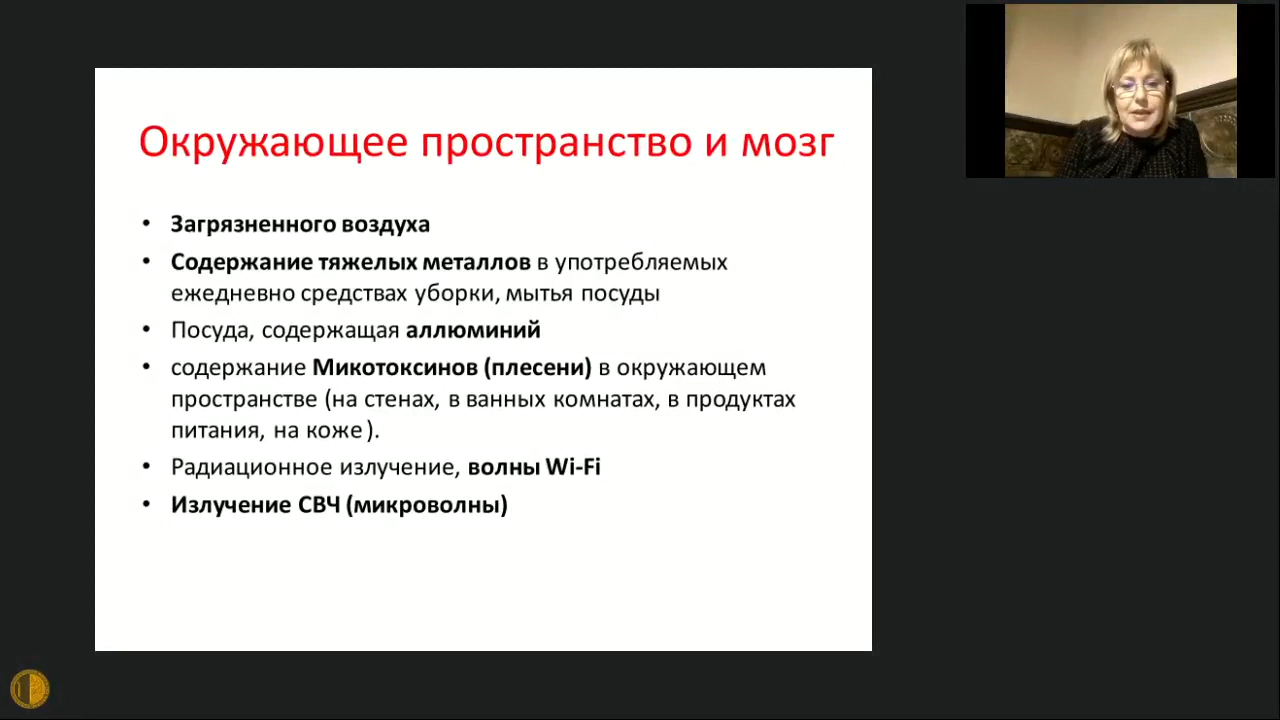 Окружающее пространство и мозг
• Загрязненного воздуха
• Содержание тяжелых металлов в употребляемых
ежедневно средствах уборки, мытья посуды
• Посуда, содержащая аллюминий
• содержание Микотоксинов (плесени) в окружающем
пространстве (на стенах, в ванных комнатах, в продуктах
питания, на коже ).
• Радиационное излучение, волны Wi-Fi
• Излучение СВЧ (микроволны)